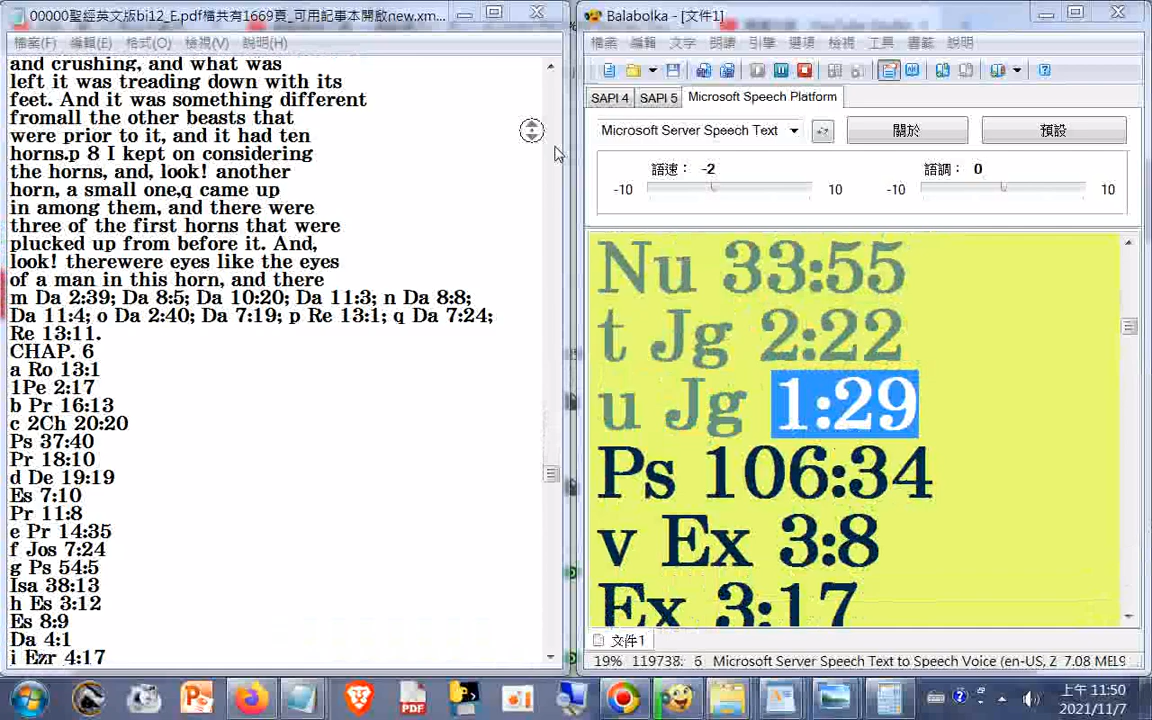 00000聖經英文版bi12_E.pdf檔共有1669頁_可用記事本開啟new.xm...
檔案(F) 編輯(E) 格式(O) 檢視(V) 說明(H)
and crushing, and what was
left it was treading down with its
feet. And it was something different
fromall the other beasts that
were prior to it, and it had ten
horns.p 8 I kept on considering
the horns, and, look! another
horn, a small one,q came up
in among them, and there were
three of the first horns that were
plucked up from before it. And,
look! therewere eyes like the eyes
of a man in this horn, and there
m Da 2:39; Da 8:5; Da 10:20; Da 11:3; n Da 8:8;
Da 11:4; o Da 2:40; Da 7:19; p Re 13:1; q Da 7:24;
Re 13:11.
CHAP. 6
a Ro 13:1
1Pe 2:17
b Pr 16:13
c 2Ch 20:20
Ps 37:40
Pr 18:10
d De 19:19
Es 7:10
Pr 11:8
e Pr 14:35
f Jos 7:24
g Ps 54:5
Isa 38:13
h Es 3:12
Es 8:9
Da 4:1
i Ezr 4:17
Balabolka - [文件1]
檔案 編輯 文字 朗讀 引擎 選項 檢視 工具 書籤 說明
SAPI 4 SAPI 5 Microsoft Speech Platform
Microsoft Server Speech Text 關於 預設
語速： -2 語調： 0
-10 10 -10 10
Nu 33:55
t Jg 2:22
u Jg 1:29
Ps 106:34
v Ex 3:8
Ex 3:17
文件1
19% 119738: 6 Microsoft Server Speech Text to Speech Voice (en-US, Z 7.08 MB
上午 11:50
2021/11/7